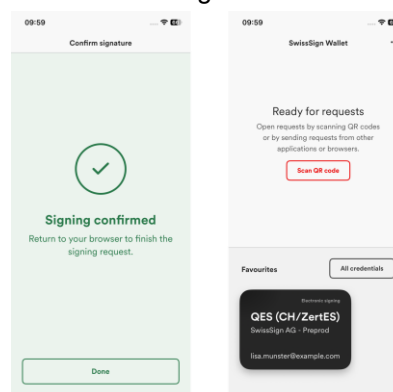 09:59
Confirm signature
Signing confirmed
Return to your browser to finish the
signing request.
Done
09:59
SwissSign Wallet
Ready for requests
Open requests by scanning QR codes
or by sending requests from other
applications or browsers.
Scan QR code
Favourites
All credentials
Electronic signing
QES (CH/ZertES)
SwissSign AG - Preprod
lisa.munster@example.com